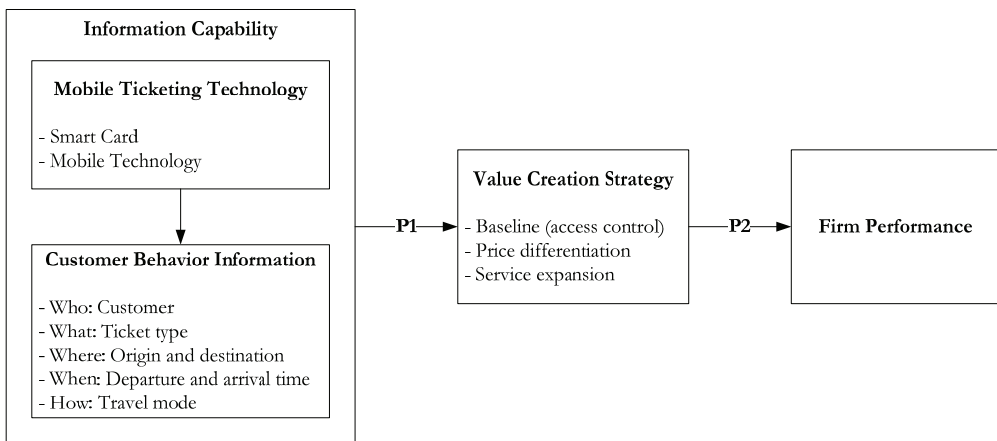 Information Capability
Mobile Ticketing Technology
- Smart Card
- Mobile Technology
Customer Behavior Information
- Who: Customer
- What: Ticket type
- Where: Origin and destination
- When: Departure and arrival time
- How: Travel mode
P1
Value Creation Strategy
- Baseline (access control)
- Price differentiation
- Service expansion
P2
Firm Performance